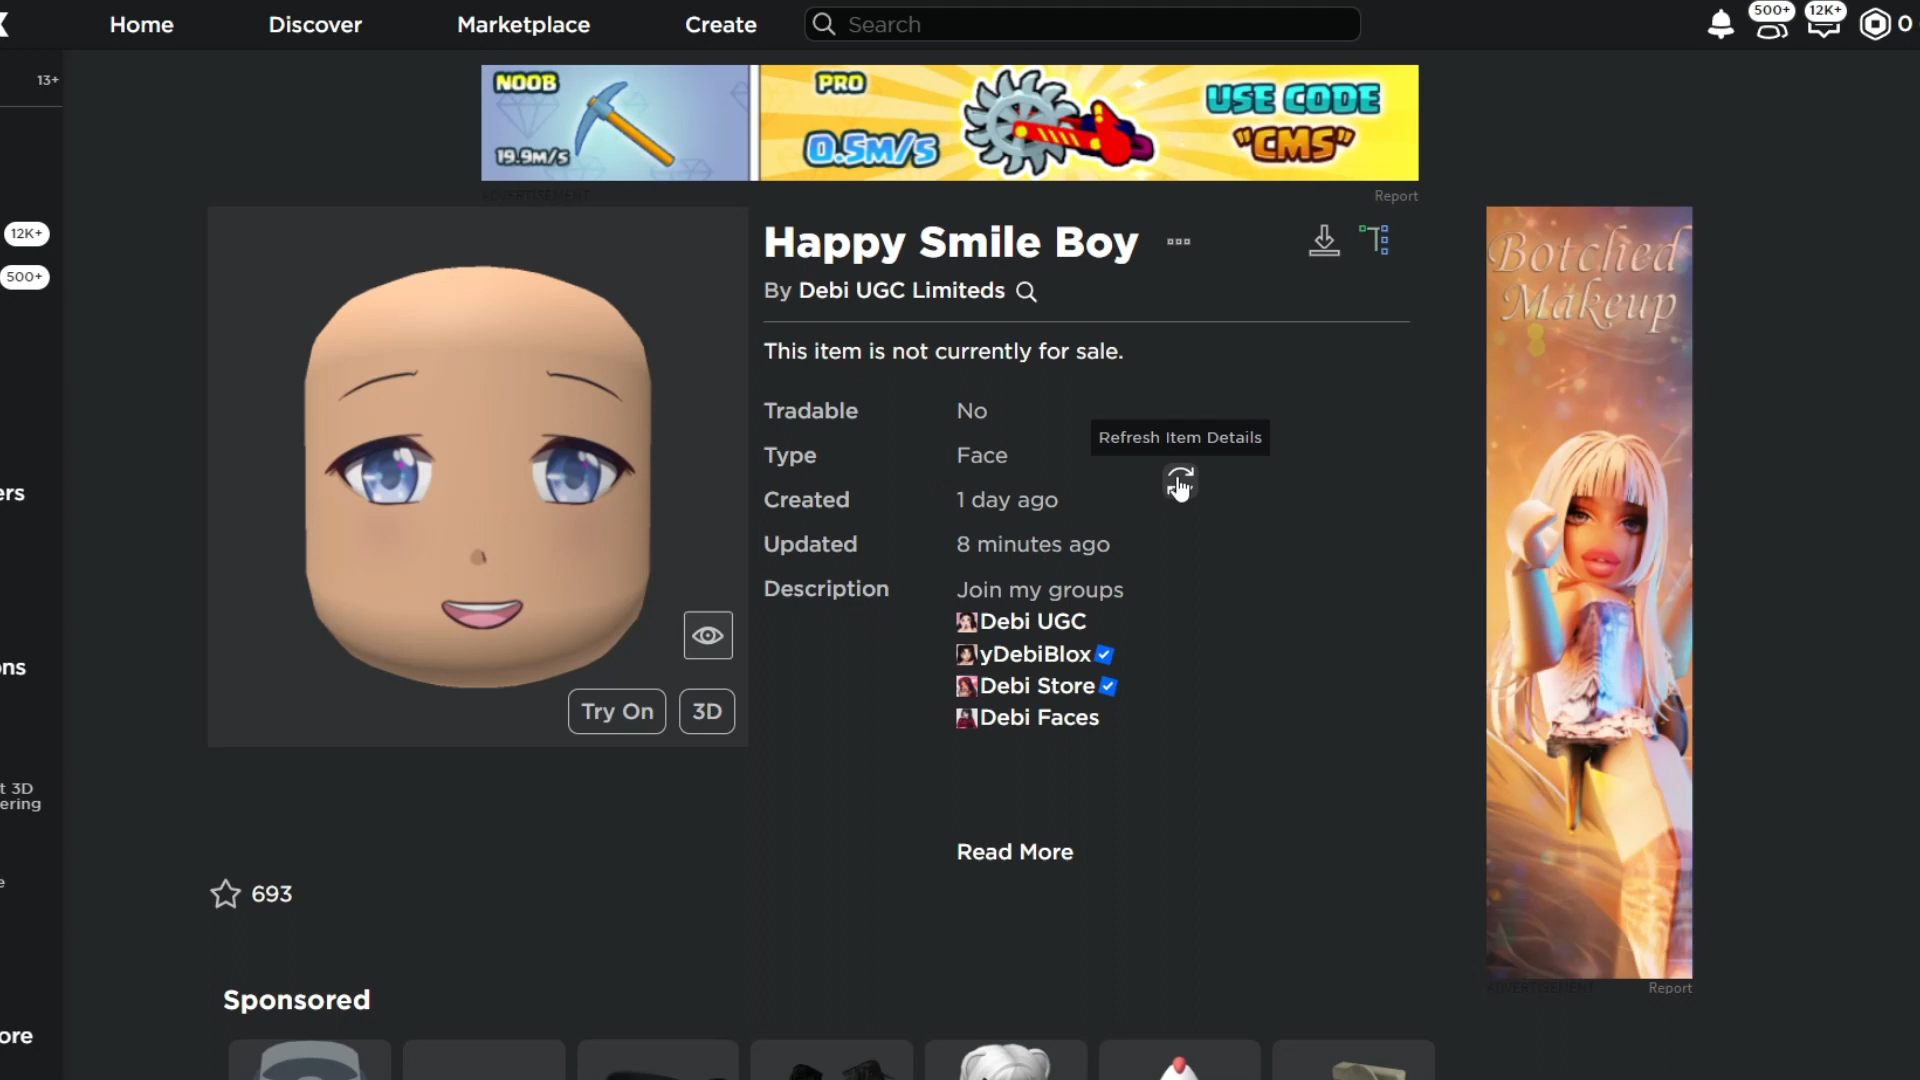 Home
Discover
Marketplace
Create
Search
500+
12K+
0
13+
NOOB
19.9M/S
PRO
0.5M/S
USE CODE
"CMS"
ADVERTISEMENT
Report
12K+
500+
Happy Smile Boy
By Debi UGC Limiteds
This item is not currently for sale.
Tradable No
Refresh Item Details
Type Face
Created 1 day ago
Updated 8 minutes ago
Description Join my groups
Debi UGC
yDebiBlox
Debi Store
Debi Faces
Read More
Try On
3D
693
Sponsored
ers
ons
t 3D
ering
e
ore
Botched
Makeup
ADVERTISEMENT
Report